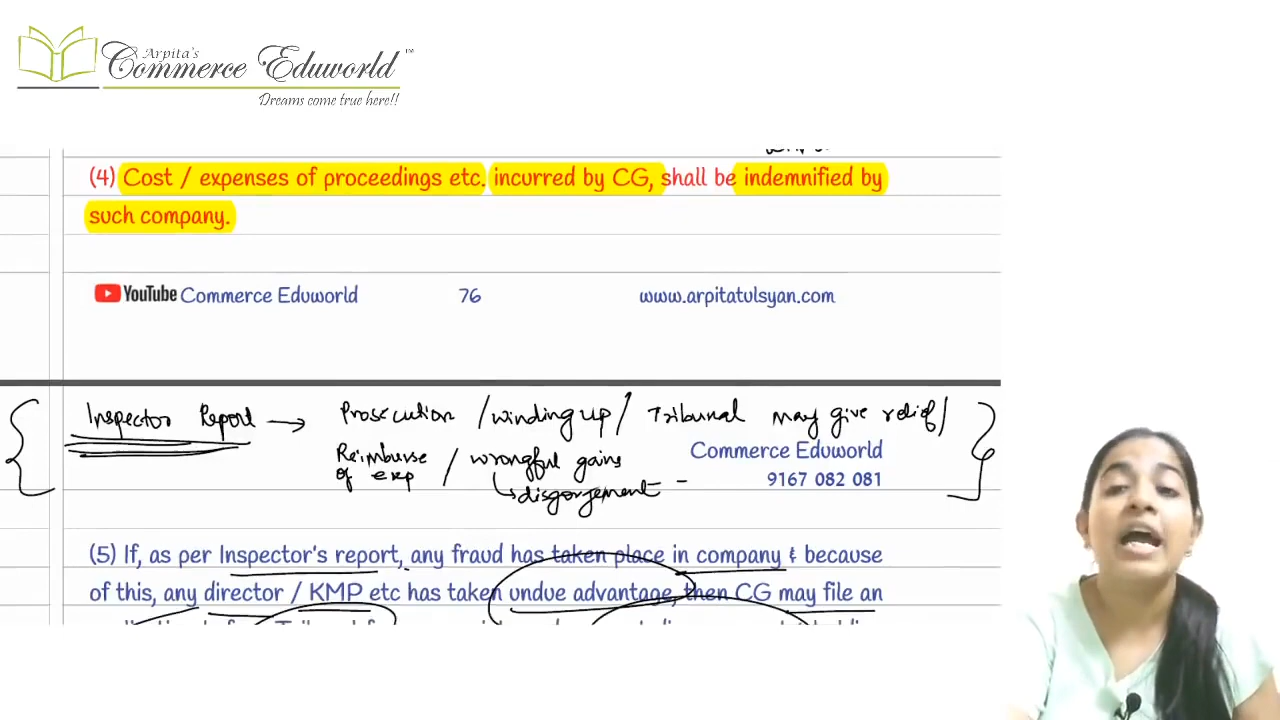 Arpita's
Commerce Eduworld ™
Dreams come true here!!
(4) Cost / expenses of proceedings etc. incurred by CG, shall be indemnified by
such company.
YouTube Commerce Eduworld 76 www.arpitatulsyan.com
Inspector Report → Prosecution / winding up / Tribunal may give relief /
Reimburse of exp / wrongful gains
↳ disgorgement -
Commerce Eduworld
9167 082 081
(5) If, as per Inspector's report, any fraud has taken place in company & because
of this, any director / KMP etc has taken undue advantage, then CG may file an